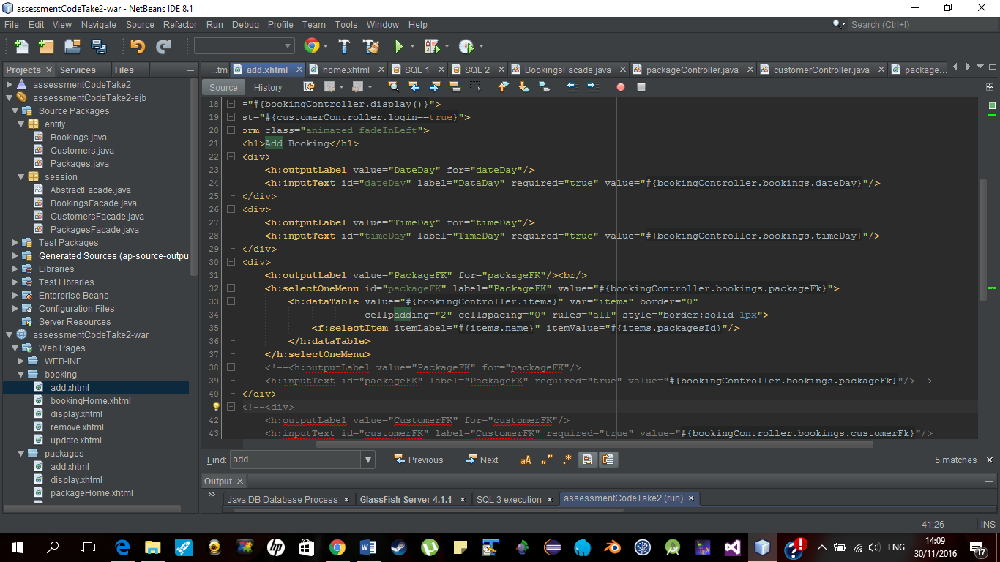 assessmentCodeTake2-war - NetBeans IDE 8.1
File Edit View Navigate Source Refactor Run Debug Profile Team Tools Window Help
Search (Ctrl+I)
Projects Services Files
...tm add.xhtml home.xhtml SQL 1 SQL 2 BookingsFacade.java packageController.java customerController.java package...
Source History
assessmentCodeTake2
assessmentCodeTake2-ejb
Source Packages
entity
Bookings.java
Customers.java
Packages.java
session
AbstractFacade.java
BookingsFacade.java
CustomersFacade.java
PackagesFacade.java
Test Packages
Generated Sources (ap-source-outpu
Libraries
Test Libraries
Enterprise Beans
Configuration Files
Server Resources
assessmentCodeTake2-war
Web Pages
WEB-INF
booking
add.xhtml
bookingHome.xhtml
display.xhtml
remove.xhtml
update.xhtml
packages
add.xhtml
display.xhtml
packageHome.xhtml
18 ="#{bookingController.display()}">
19 st="#{customerController.login==true}">
20 orm class="animated fadeInLeft">
21 <h1>Add Booking</h1>
22 <div>
23 <h:outputLabel value="DateDay" for="dateDay"/>
24 <h:inputText id="dateDay" label="DataDay" required="true" value="#{bookingController.bookings.dateDay}"/>
25 </div>
26 <div>
27 <h:outputLabel value="TimeDay" for="timeDay"/>
28 <h:inputText id="timeDay" label="TimeDay" required="true" value="#{bookingController.bookings.timeDay}"/>
29 </div>
30 <div>
31 <h:outputLabel value="PackageFK" for="packageFK"/><br/>
32 <h:selectOneMenu id="packageFK" label="PackageFK" value="#{bookingController.bookings.packageFk}">
33 <h:dataTable value="#{bookingController.items}" var="items" border="0"
34 cellpadding="2" cellspacing="0" rules="all" style="border:solid 1px">
35 <f:selectItem itemLabel="#{items.name}" itemValue="#{items.packagesId}"/>
36 </h:dataTable>
37 </h:selectOneMenu>
38 <!--<h:outputLabel value="PackageFK" for="packageFK"/>
39 <h:inputText id="packageFK" label="PackageFK" required="true" value="#{bookingController.bookings.packageFk}"/>-->
40 </div>
<!--<div>
42 <h:outputLabel value="CustomerFK" for="customerFK"/>
43 <h:inputText id="customerFK" label="CustomerFK" required="true" value="#{bookingController.bookings.customerFk}"/>
Find: add Previous Next aA 5 matches
Output
Java DB Database Process GlassFish Server 4.1.1 SQL 3 execution assessmentCodeTake2 (run)
41:26 INS
ENG 14:09
30/11/2016
17